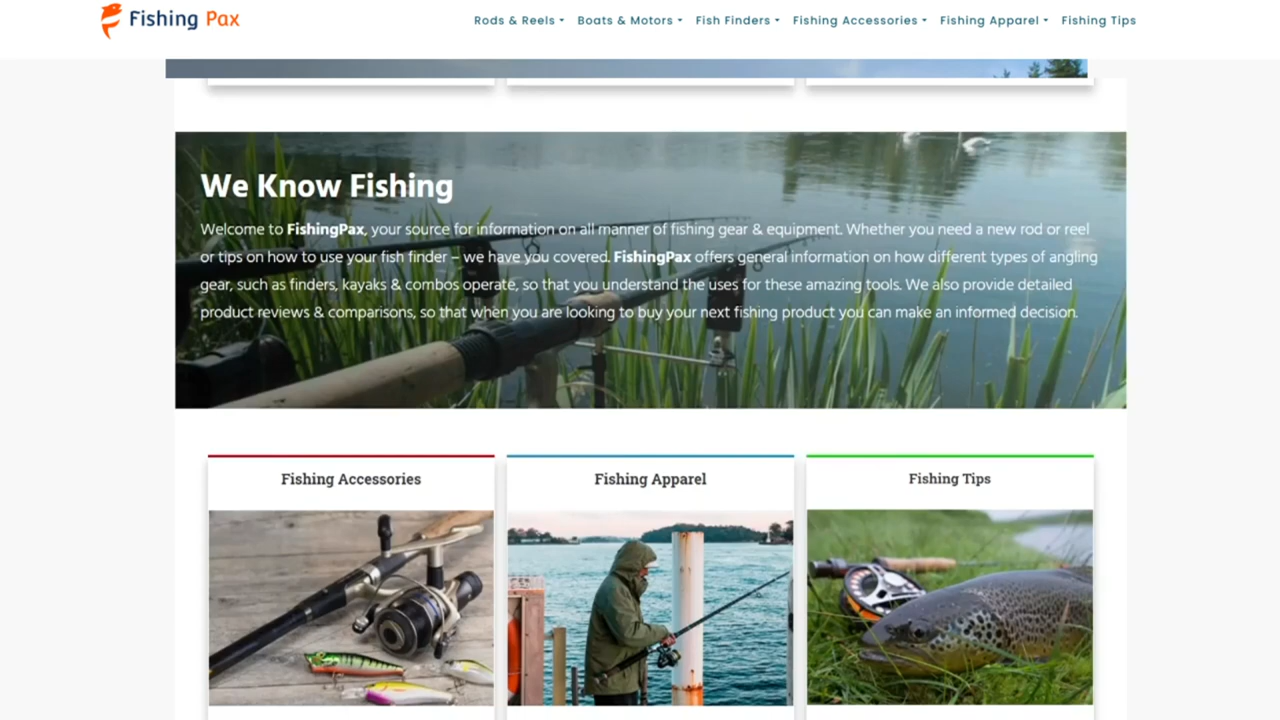 Fishing Pax
Rods & Reels Boats & Motors Fish Finders Fishing Accessories Fishing Apparel Fishing Tips
We Know Fishing
Welcome to FishingPax, your source for information on all manner of fishing gear & equipment. Whether you need a new rod or reel
or tips on how to use your fish finder – we have you covered. FishingPax offers general information on how different types of angling
gear, such as finders, kayaks & combos operate, so that you understand the uses for these amazing tools. We also provide detailed
product reviews & comparisons, so that when you are looking to buy your next fishing product you can make an informed decision.
Fishing Accessories
Fishing Apparel
Fishing Tips